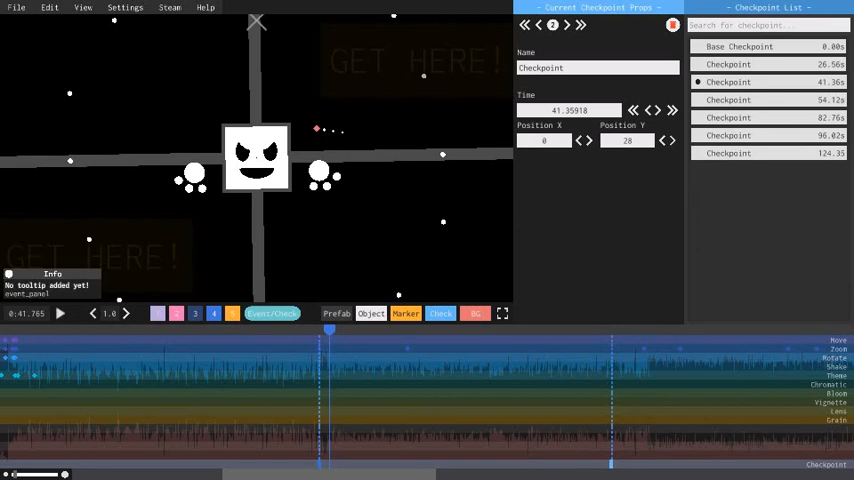 File Edit View Settings Steam Help
GET HERE!
GET HERE!
Info
No tooltip added yet!
event_panel
- Current Checkpoint Props -
2
Name
Checkpoint
Time
41.35918
Position X Position Y
0 28
- Checkpoint List -
Search for checkpoint...
Base Checkpoint 0.00s
Checkpoint 26.56s
Checkpoint 41.36s
Checkpoint 54.12s
Checkpoint 82.76s
Checkpoint 96.02s
Checkpoint 124.35
0:41.765 1.0 1 2 3 4 5 Event/Check Prefab Object Marker Check BG
Move
Zoom
Rotate
Shake
Theme
Chromatic
Bloom
Vignette
Lens
Grain
Checkpoint